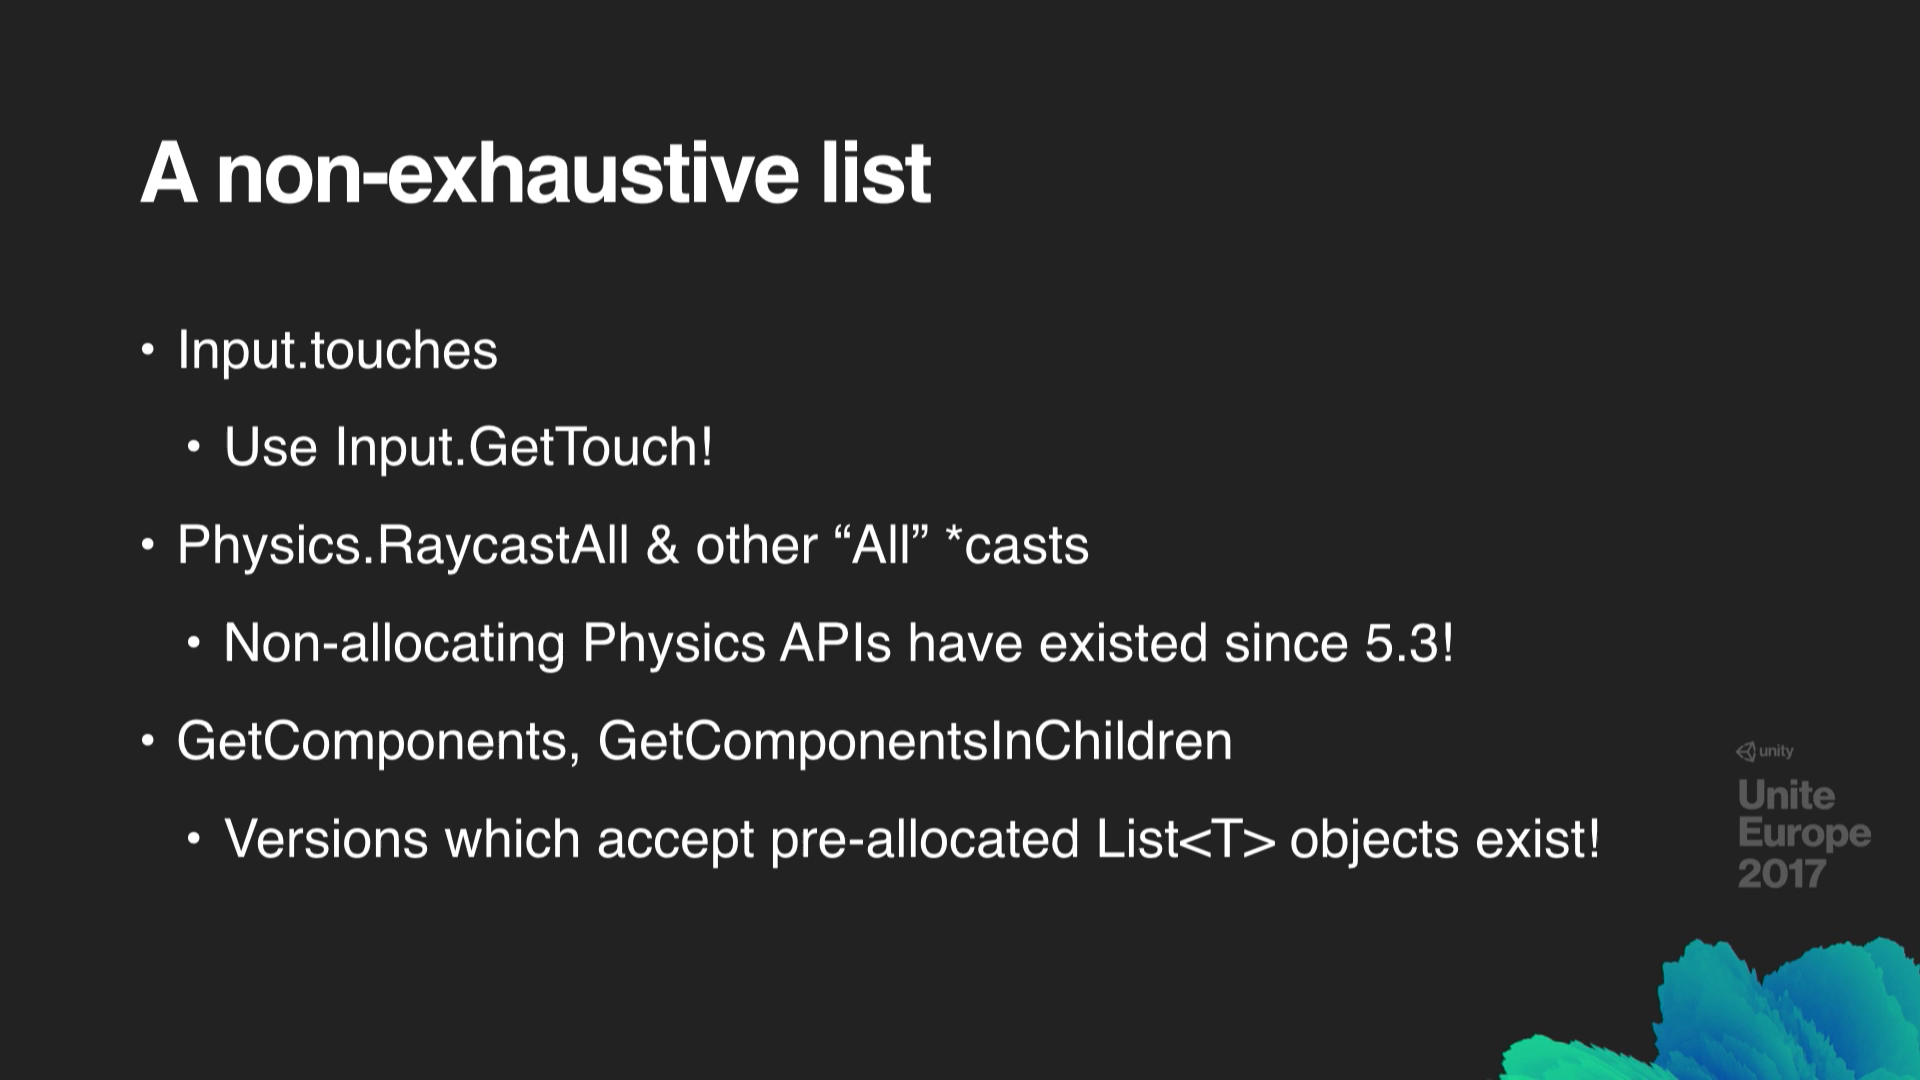 A non-exhaustive list
• Input.touches
• Use Input.GetTouch!
• Physics.RaycastAll & other “All” *casts
• Non-allocating Physics APIs have existed since 5.3!
• GetComponents, GetComponentsInChildren
• Versions which accept pre-allocated List<T> objects exist!
unity
Unite
Europe
2017